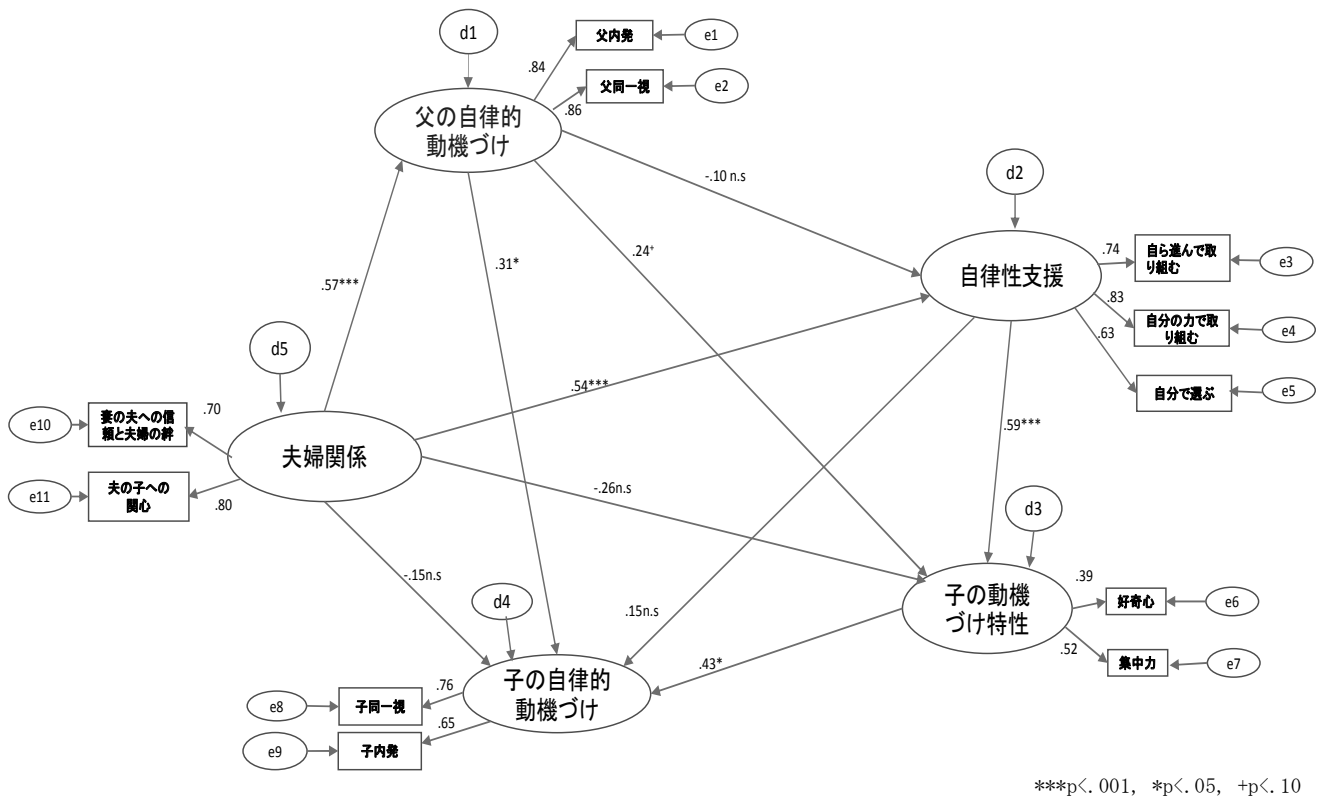 d1
父内発
e1
.84
父同一視
e2
.86
父の自律的
動機づけ
d2
-.10 n.s
.24+
.31*
.57***
自律性支援
.74
自ら進んで取
り組む
e3
.83
自分の力で取
り組む
e4
.63
自分で選ぶ
e5
d5
.54***
.59***
e10
妻の夫への信
頼と夫婦の絆
.70
夫婦関係
e11
夫の子への
関心
.80
-.26n.s
d3
-.15n.s
d4
.15n.s
子の動機
づけ特性
.39
好奇心
e6
.52
集中力
e7
.43*
子の自律的
動機づけ
.76
e8
子同一視
.65
e9
子内発
***p<.001, *p<.05, +p<.10